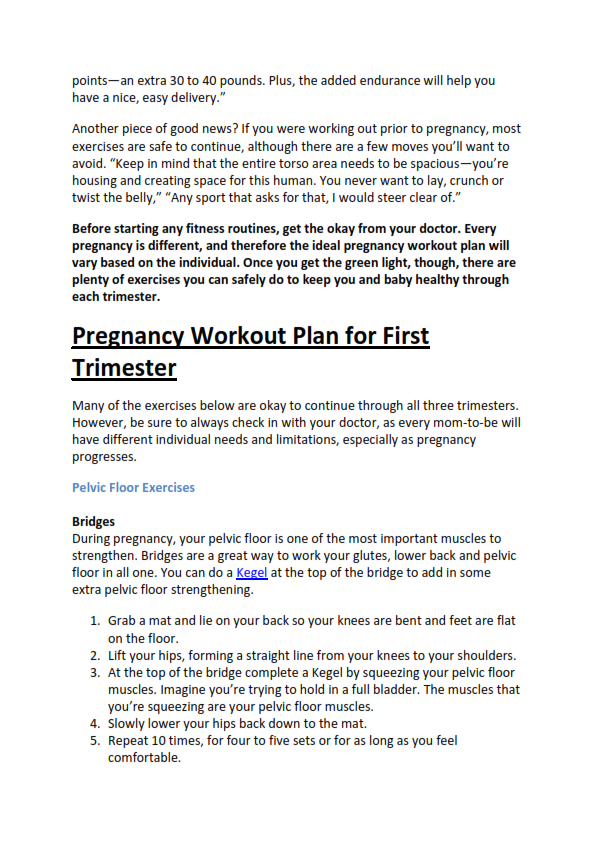 points—an extra 30 to 40 pounds. Plus, the added endurance will help you
have a nice, easy delivery.”
Another piece of good news? If you were working out prior to pregnancy, most
exercises are safe to continue, although there are a few moves you’ll want to
avoid. “Keep in mind that the entire torso area needs to be spacious—you’re
housing and creating space for this human. You never want to lay, crunch or
twist the belly,” “Any sport that asks for that, I would steer clear of.”
Before starting any fitness routines, get the okay from your doctor. Every
pregnancy is different, and therefore the ideal pregnancy workout plan will
vary based on the individual. Once you get the green light, though, there are
plenty of exercises you can safely do to keep you and baby healthy through
each trimester.
Pregnancy Workout Plan for First
Trimester
Many of the exercises below are okay to continue through all three trimesters.
However, be sure to always check in with your doctor, as every mom-to-be will
have different individual needs and limitations, especially as pregnancy
progresses.
Pelvic Floor Exercises
Bridges
During pregnancy, your pelvic floor is one of the most important muscles to
strengthen. Bridges are a great way to work your glutes, lower back and pelvic
floor in all one. You can do a Kegel at the top of the bridge to add in some
extra pelvic floor strengthening.
1. Grab a mat and lie on your back so your knees are bent and feet are flat
on the floor.
2. Lift your hips, forming a straight line from your knees to your shoulders.
3. At the top of the bridge complete a Kegel by squeezing your pelvic floor
muscles. Imagine you’re trying to hold in a full bladder. The muscles that
you’re squeezing are your pelvic floor muscles.
4. Slowly lower your hips back down to the mat.
5. Repeat 10 times, for four to five sets or for as long as you feel
comfortable.